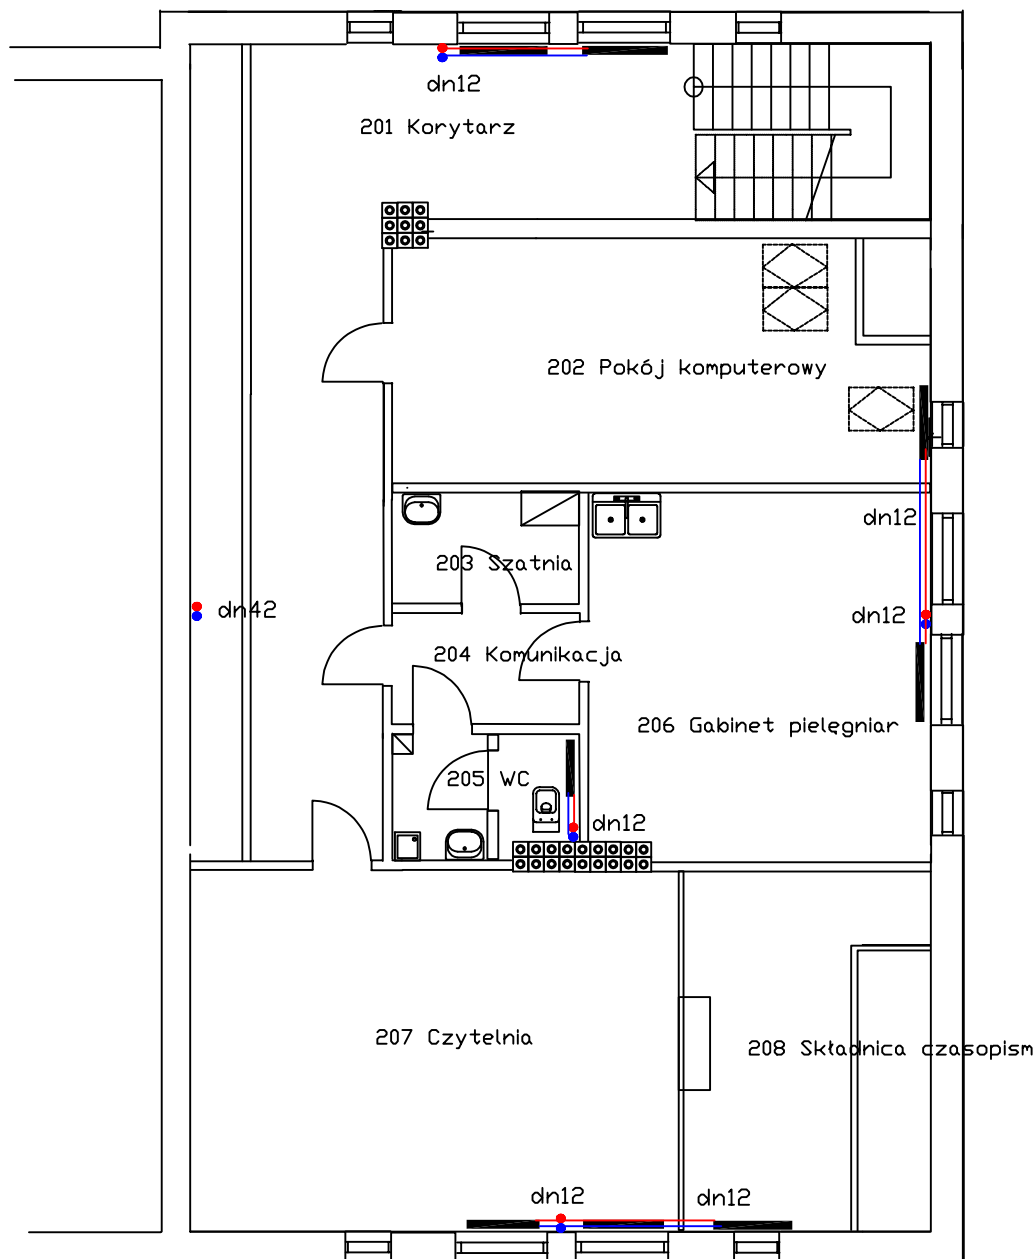 dn12
201 Korytarz
202 Pokój komputerowy
dn12
203 Szatnia
dn42
dn12
204 Komunikacja
206 Gabinet pielęgniar
205 WC
dn12
207 Czytelnia
208 Składnica czasopism
dn12
dn12